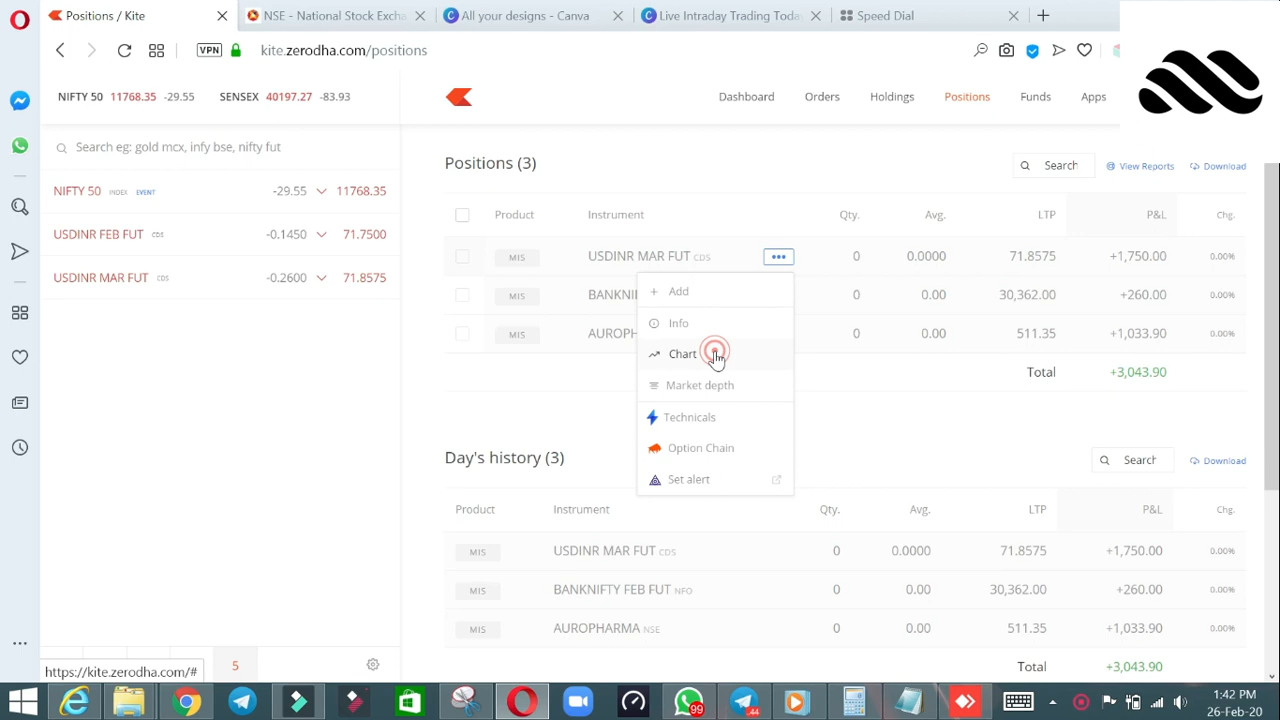 Positions / Kite
NSE - National Stock Excha
All your designs - Canva
Live Intraday Trading Toda
Speed Dial
VPN
kite.zerodha.com/positions
NIFTY 50 11768.35 -29.55 SENSEX 40197.27 -83.93
Dashboard Orders Holdings Positions Funds Apps
Search eg: gold mcx, infy bse, nifty fut
NIFTY 50 INDEX EVENT -29.55 11768.35
USDINR FEB FUT CDS -0.1450 71.7500
USDINR MAR FUT CDS -0.2600 71.8575
Positions (3) Search View Reports Download
Product Instrument Qty. Avg. LTP P&L Chg.
MIS USDINR MAR FUT CDS ••• 0 0.0000 71.8575 +1,750.00 0.00%
MIS BANKNI 0 0.00 30,362.00 +260.00 0.00%
MIS AUROPH 0 0.00 511.35 +1,033.90 0.00%
Total +3,043.90
Add
Info
Chart
Market depth
Technicals
Option Chain
Set alert
Day's history (3) Search Download
Product Instrument Qty. Avg. LTP P&L Chg.
MIS USDINR MAR FUT CDS 0 0.0000 71.8575 +1,750.00 0.00%
MIS BANKNIFTY FEB FUT NFO 0 0.00 30,362.00 +260.00 0.00%
MIS AUROPHARMA NSE 0 0.00 511.35 +1,033.90 0.00%
Total +3,043.90
5
https://kite.zerodha.com/#
99
44
1:42 PM
26-Feb-20